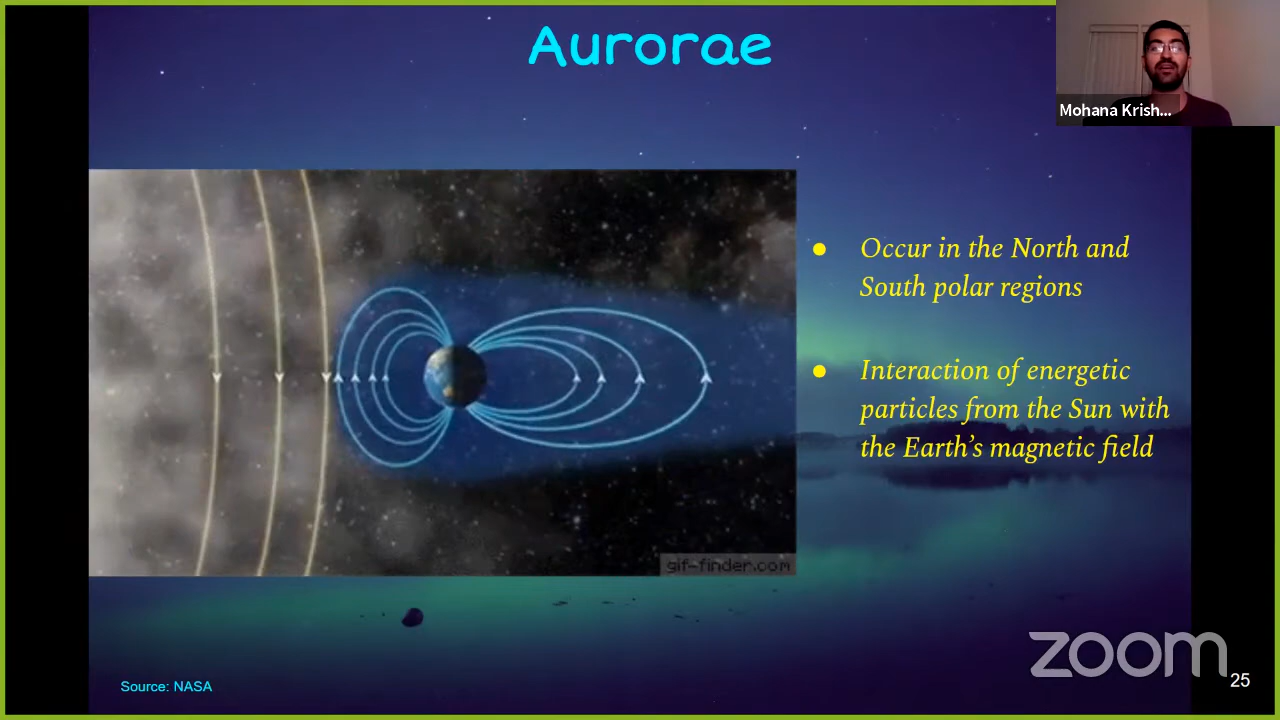 Aurorae
Mohana Krish...
● Occur in the North and
South polar regions
● Interaction of energetic
particles from the Sun with
the Earth’s magnetic field
gif-finder.com
Source: NASA
zoom
25